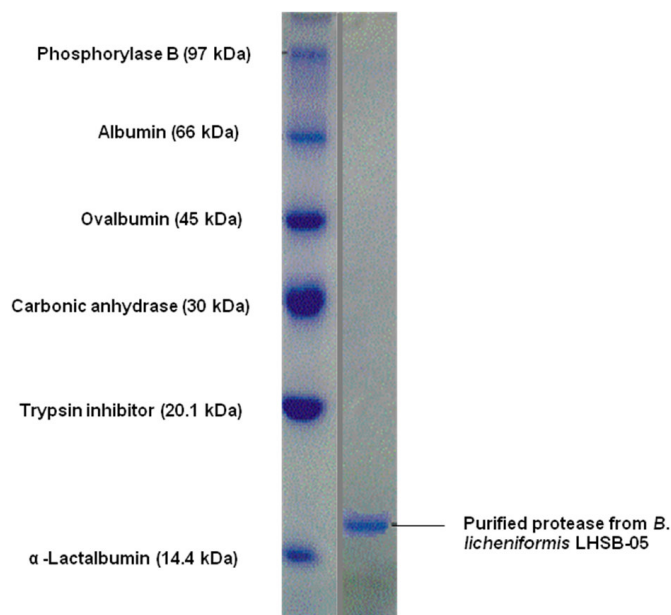 Phosphorylase B (97 kDa)
Albumin (66 kDa)
Ovalbumin (45 kDa)
Carbonic anhydrase (30 kDa)
Trypsin inhibitor (20.1 kDa)
Purified protease from B.
licheniformis LHSB-05
α -Lactalbumin (14.4 kDa)